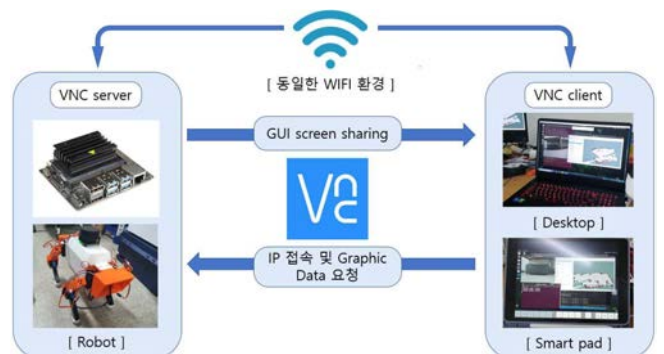 [ 동일한 WIFI 환경 ]
VNC server
VNC client
GUI screen sharing
VNC
[ Desktop ]
IP 접속 및 Graphic
Data 요청
[ Robot ]
[ Smart pad ]